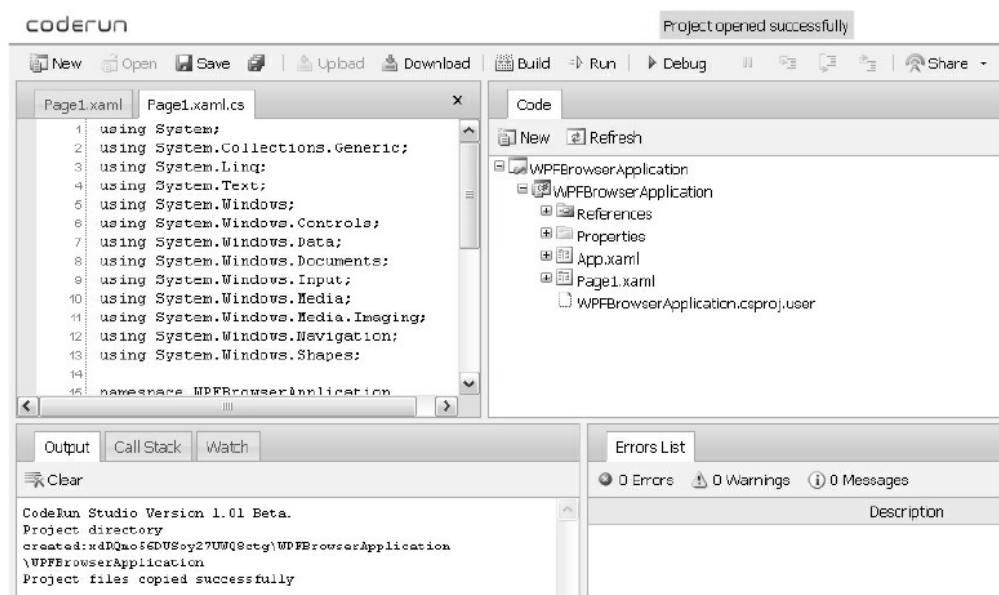 coderun
Project opened successfully
New Open Save Upload Download Build Run Debug Share
Page1.xaml Page1.xaml.cs x
1 using System;
2 using System.Collections.Generic;
3 using System.Linq;
4 using System.Text;
5 using System.Windows;
6 using System.Windows.Controls;
7 using System.Windows.Data;
8 using System.Windows.Documents;
9 using System.Windows.Input;
10 using System.Windows.Media;
11 using System.Windows.Media.Imaging;
12 using System.Windows.Navigation;
13 using System.Windows.Shapes;
14
15 namespace WPFBrowserApplication
Code
New Refresh
WPFBrowserApplication
WPFBrowserApplication
References
Properties
App.xaml
Page1.xaml
WPFBrowserApplication.csproj.user
Output Call Stack Watch
Clear
CodeRun Studio Version 1.01 Beta.
Project directory
\WPFBrowserApplication
Project files copied successfully
Errors List
0 Errors 0 Warnings 0 Messages
Description